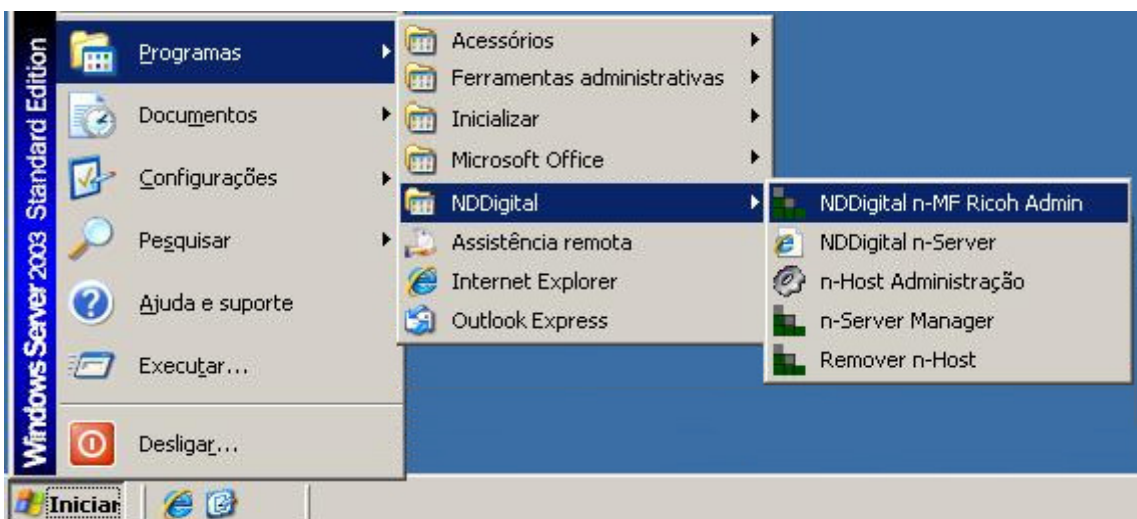 Windows Server 2003 Standard Edition
Programas
Documentos
Configurações
Pesquisar
Ajuda e suporte
Executar...
Desligar...
Acessórios
Ferramentas administrativas
Inicializar
Microsoft Office
NDDigital
Assistência remota
Internet Explorer
Outlook Express
NDDigital n-MF Ricoh Admin
NDDigital n-Server
n-Host Administração
n-Server Manager
Remover n-Host
Iniciar